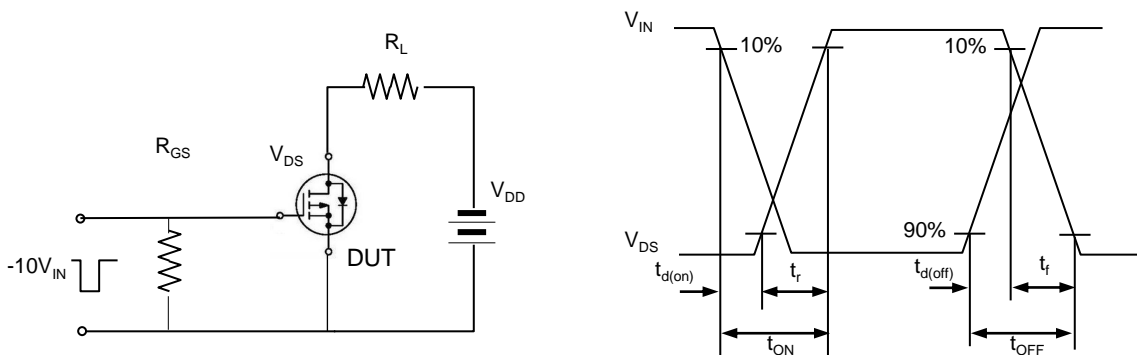 R_L
R_GS
V_DS
V_DD
DUT
-10V_IN
V_IN
10%
10%
V_DS
90%
t_d(on)
t_r
t_d(off)
t_f
t_ON
t_OFF